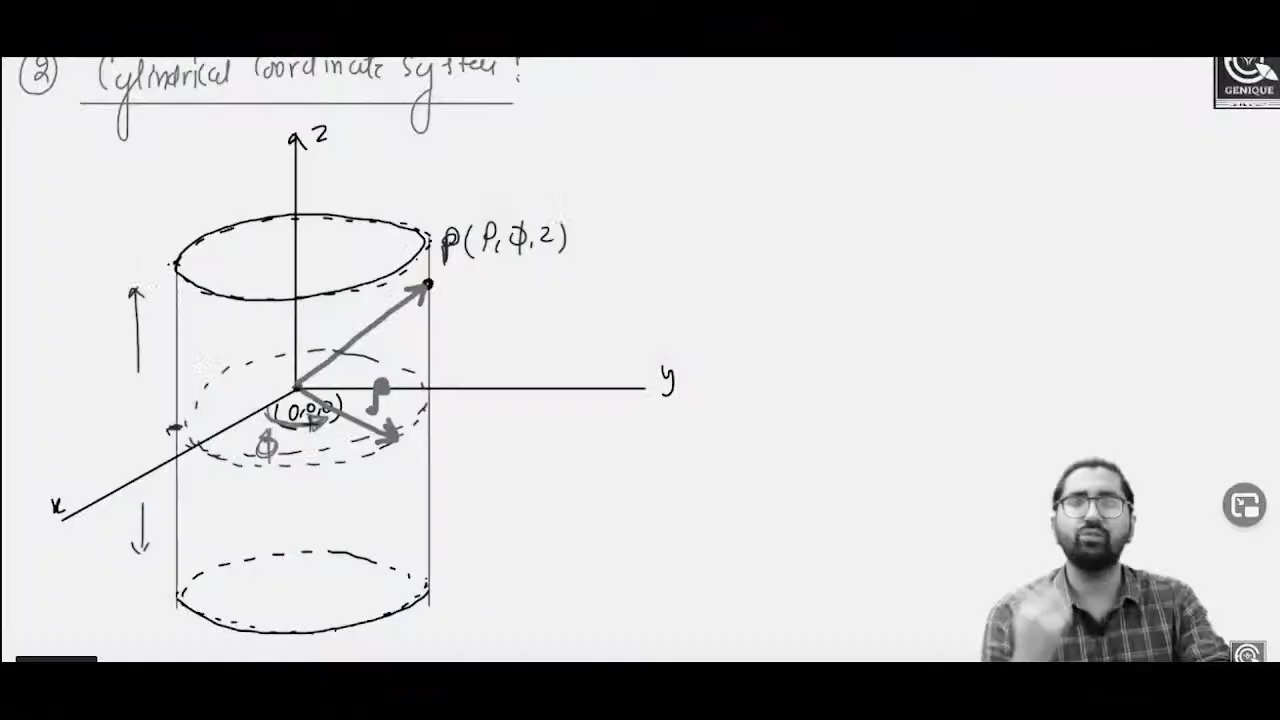 ② Cylindrical Coordinate System :
GENIQUE
z
P(ρ, ϕ, z)
y
ρ
(0,0,0)
ϕ
x